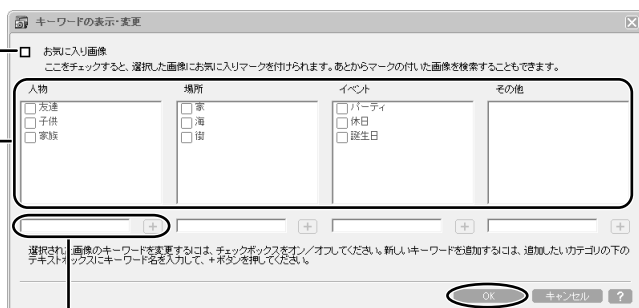 キーワードの表示・変更
お気に入り画像
ここをチェックすると、選択した画像にお気に入りマークを付けられます。あとからマークの付いた画像を検索することもできます。
人物 場所 イベント その他
友達 家 パーティ
子供 海 休日
家族 街 誕生日
選択された画像のキーワードを変更するには、チェックボックスをオン／オフしてください。新しいキーワードを追加するには、追加したいカテゴリの下の
テキストボックスにキーワード名を入力して、+ボタンを押してください。
OK キャンセル ?